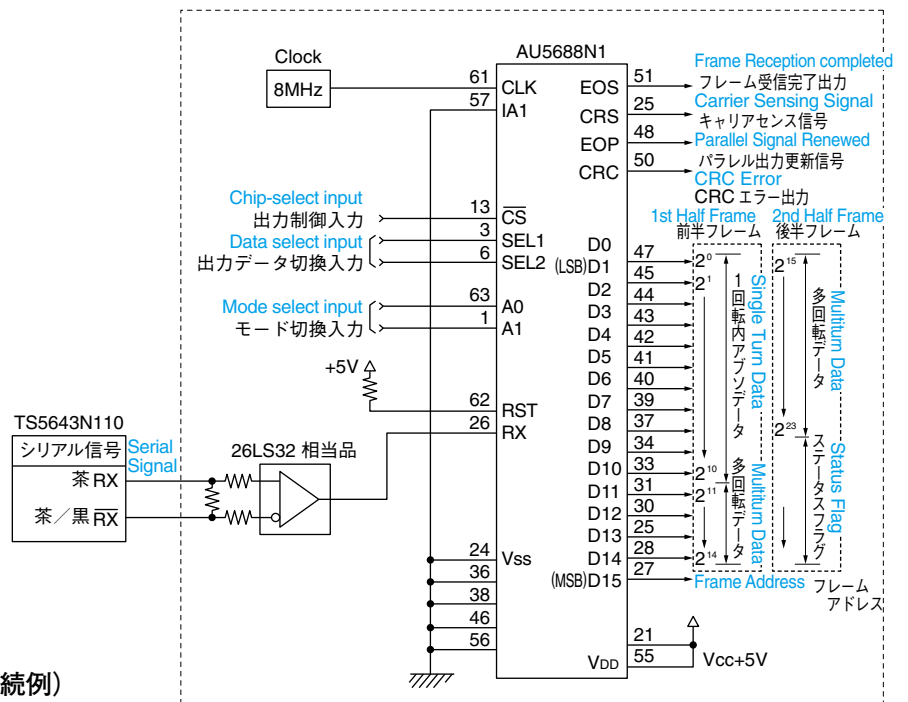 Clock
8MHz
AU5688N1
61
CLK
57
IA1
EOS
51
Frame Reception completed
フレーム受信完了出力
CRS
25
Carrier Sensing Signal
キャリアセンス信号
EOP
48
Parallel Signal Renewed
パラレル出力更新信号
CRC
50
CRC Error
CRC エラー出力
Chip-select input
出力制御入力
13
CS
Data select input
出力データ切換入力
3
SEL1
6
SEL2
Mode select input
モード切換入力
63
A0
1
A1
+5V
62
RST
26
RX
TS5643N110
シリアル信号
Serial Signal
茶 RX
茶／黒 RX
26LS32 相当品
24
Vss
36
38
46
56
1st Half Frame
前半フレーム
2nd Half Frame
後半フレーム
D0
47
(LSB)D1
45
D2
44
D3
43
D4
42
D5
41
D6
40
D7
39
D8
37
D9
34
D10
33
D11
31
D12
30
D13
25
D14
28
(MSB)D15
27
2⁰
2¹
2¹⁰
2¹¹
2¹⁴
1回転内アブソデータ
Single Turn Data
多回転データ
Multiturn Data
2¹⁵
2²³
多回転データ
Multiturn Data
ステータスフラグ
Status Flag
Frame Address
フレーム
アドレス
21
VDD
55
Vcc+5V
続例）